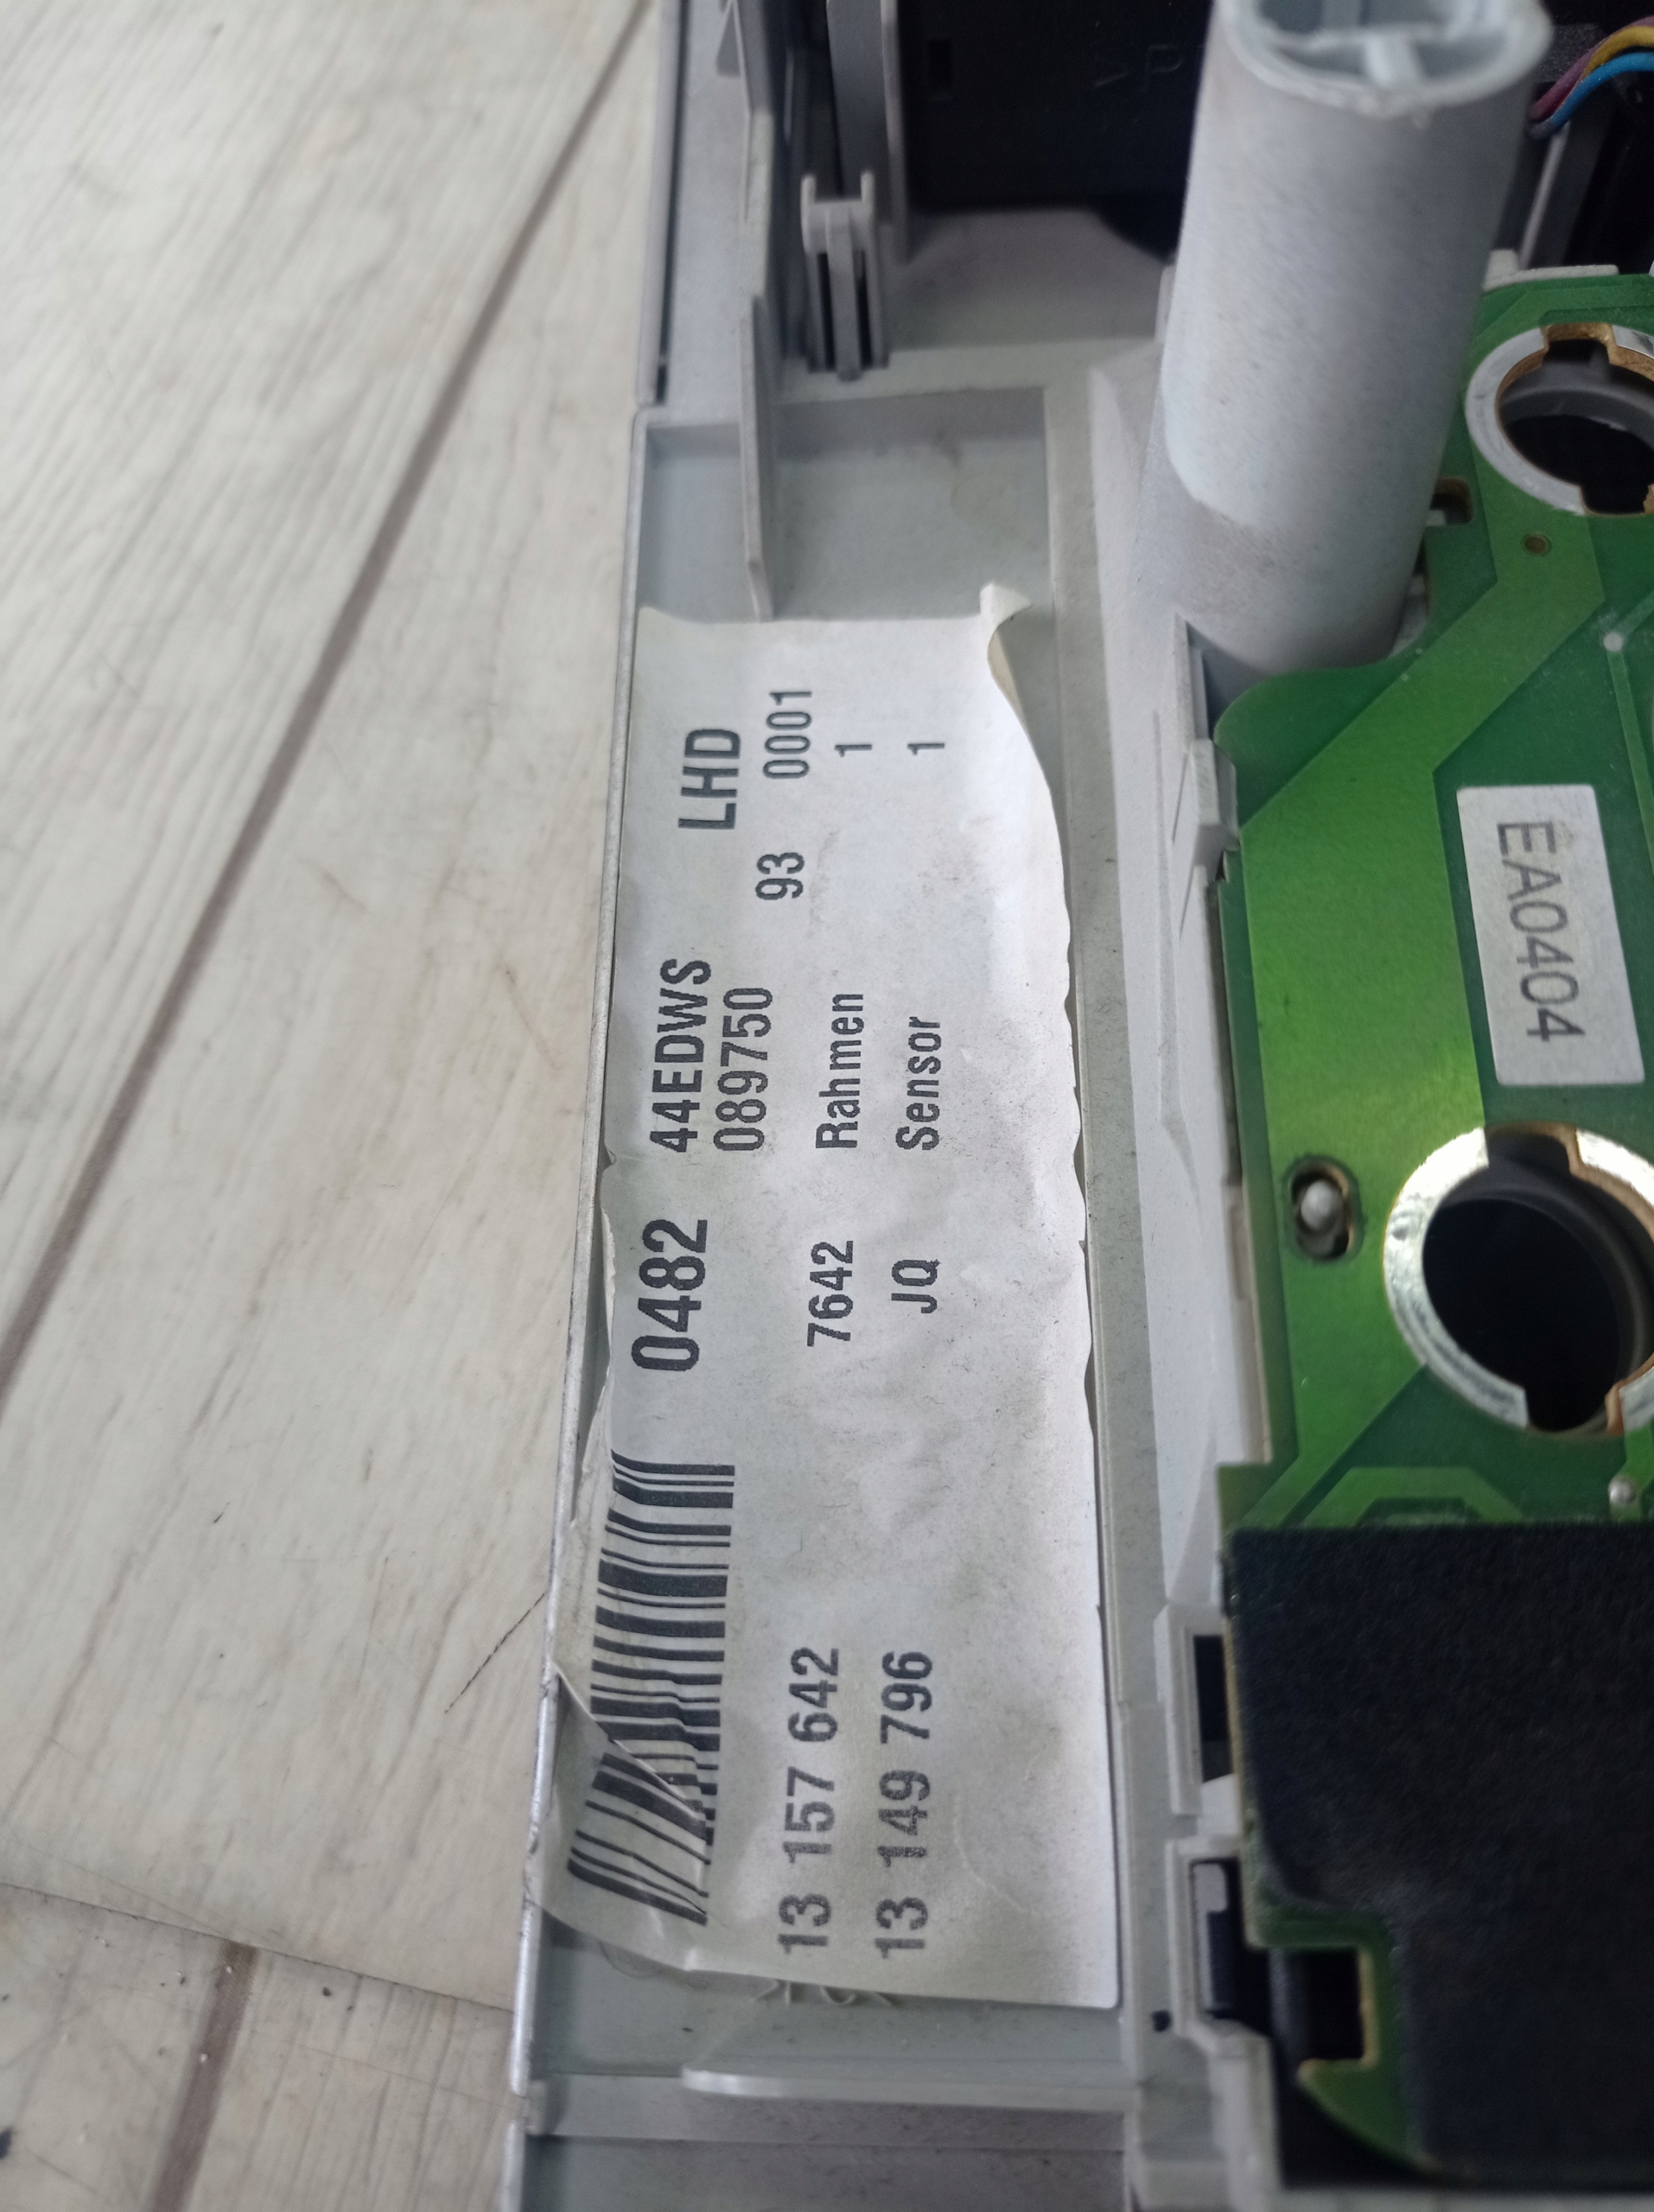 0482 44EDWS LHD
089750 93 0001
13 157 642 7642 Rahmen 1
13 149 796 JQ Sensor 1
EA0404
>P